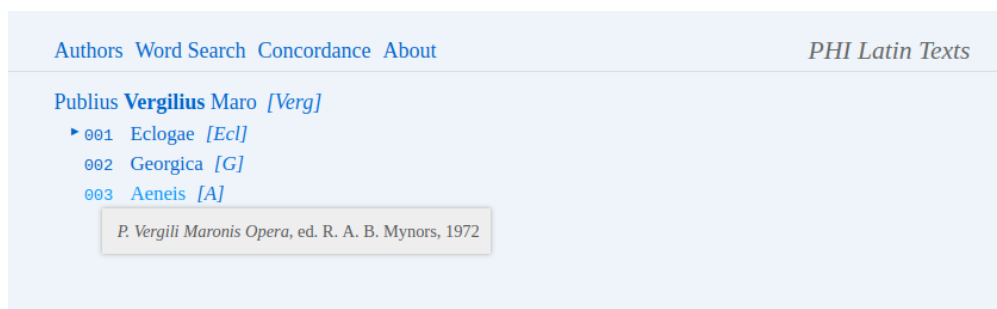 Authors Word Search Concordance About PHI Latin Texts
Publius Vergilius Maro [Verg]
► 001 Eclogae [Ecl]
002 Georgica [G]
003 Aeneis [A]
P. Vergili Maronis Opera, ed. R. A. B. Mynors, 1972